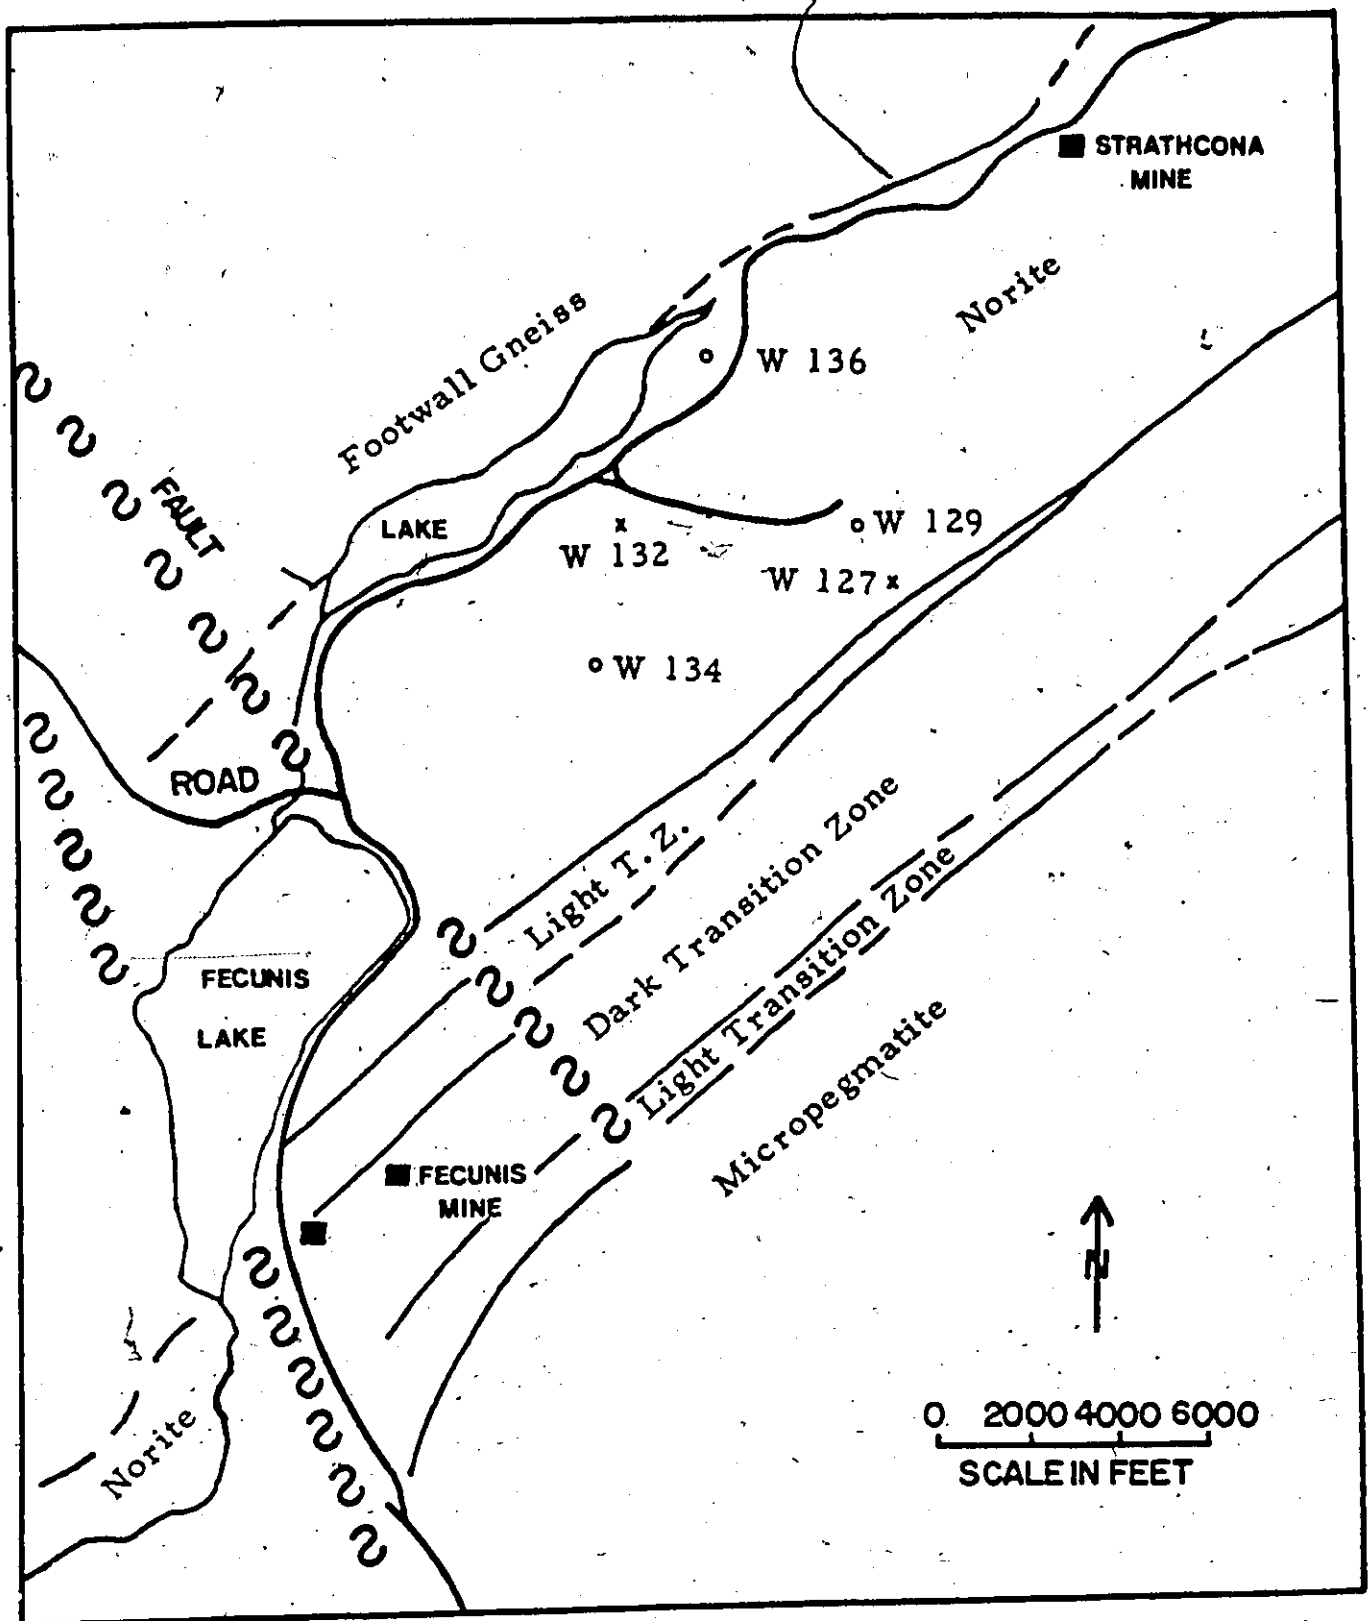 STRATHCONA
MINE
Norite
Footwall Gneiss
W 136
FAULT
LAKE
W 129
W 132
W 127
W 134
ROAD
Light T. Z.
Dark Transition Zone
Light Transition Zone
FECUNIS
LAKE
Micropegmatite
FECUNIS
MINE
N
Norite
0 2000 4000 6000
SCALE IN FEET